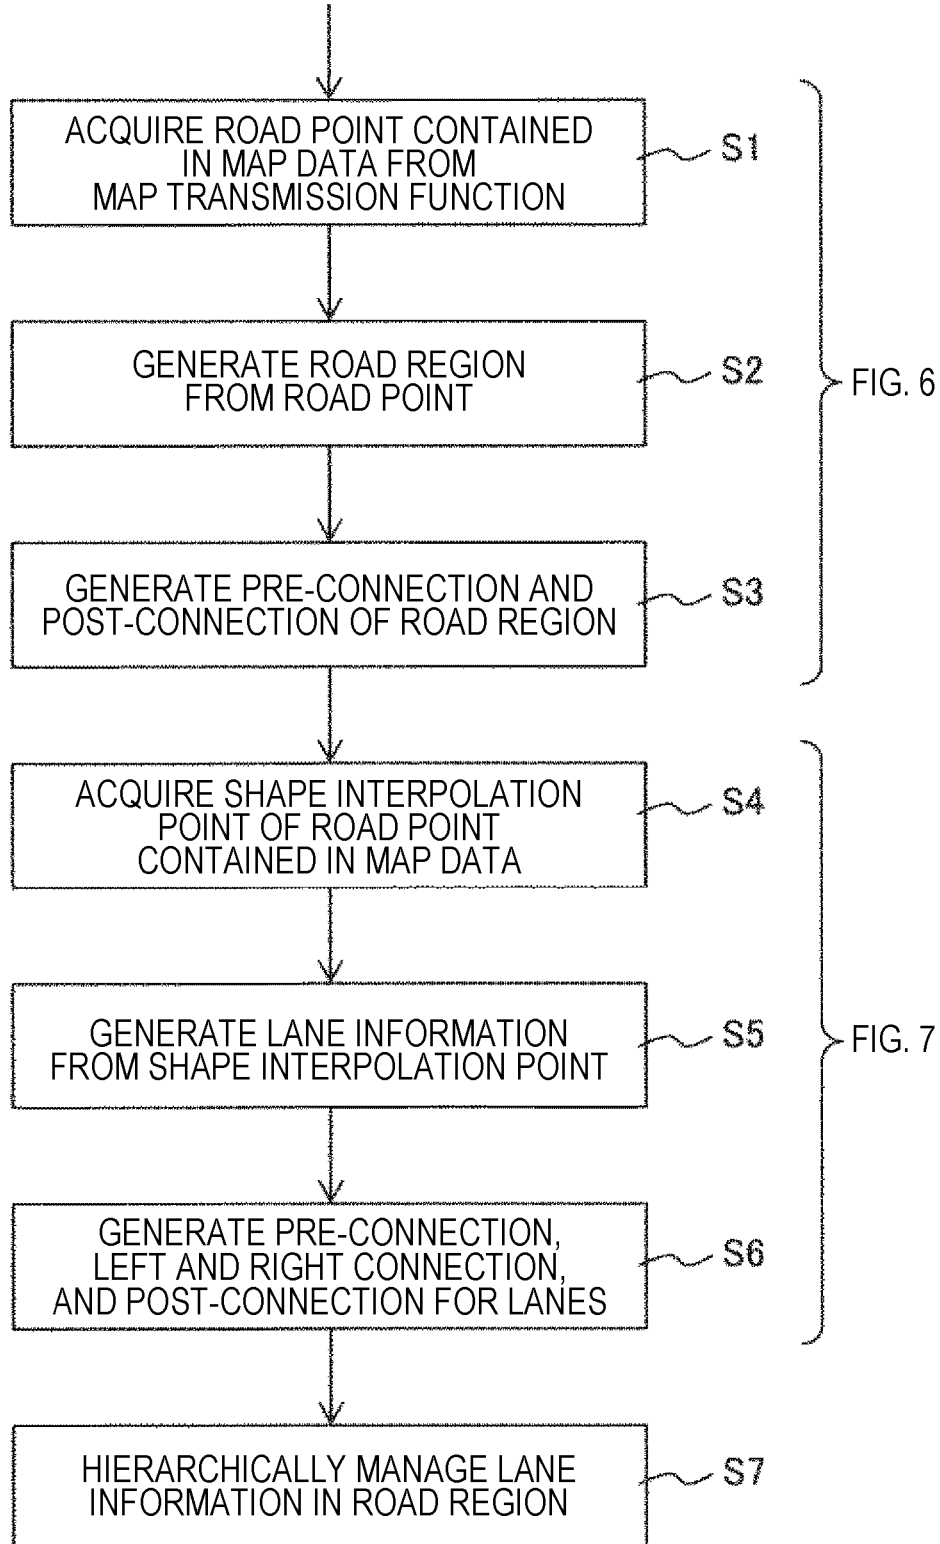 ACQUIRE ROAD POINT CONTAINED
IN MAP DATA FROM
MAP TRANSMISSION FUNCTION
S1
GENERATE ROAD REGION
FROM ROAD POINT
S2
FIG. 6
GENERATE PRE-CONNECTION AND
POST-CONNECTION OF ROAD REGION
S3
ACQUIRE SHAPE INTERPOLATION
POINT OF ROAD POINT
CONTAINED IN MAP DATA
S4
GENERATE LANE INFORMATION
FROM SHAPE INTERPOLATION POINT
S5
FIG. 7
GENERATE PRE-CONNECTION,
LEFT AND RIGHT CONNECTION,
AND POST-CONNECTION FOR LANES
S6
HIERARCHICALLY MANAGE LANE
INFORMATION IN ROAD REGION
S7